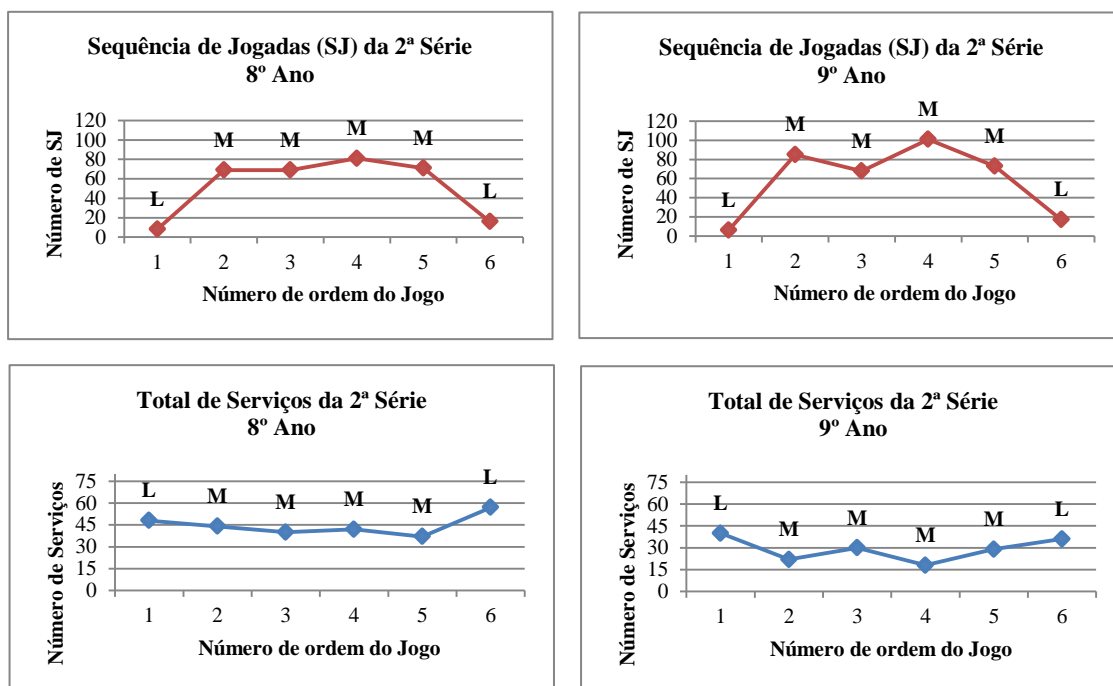 Sequência de Jogadas (SJ) da 2ª Série
8º Ano
Número de SJ
120
100
80
60
40
20
0
L
M
M
M
M
L
1 2 3 4 5 6
Número de ordem do Jogo
Sequência de Jogadas (SJ) da 2ª Série
9º Ano
Número de SJ
120
100
80
60
40
20
0
L
M
M
M
M
L
1 2 3 4 5 6
Número de ordem do Jogo
Total de Serviços da 2ª Série
8º Ano
Número de Serviços
75
60
45
30
15
0
L
M
M
M
M
L
1 2 3 4 5 6
Número de ordem do Jogo
Total de Serviços da 2ª Série
9º Ano
Número de Serviços
75
60
45
30
15
0
L
M
M
M
M
L
1 2 3 4 5 6
Número de ordem do Jogo